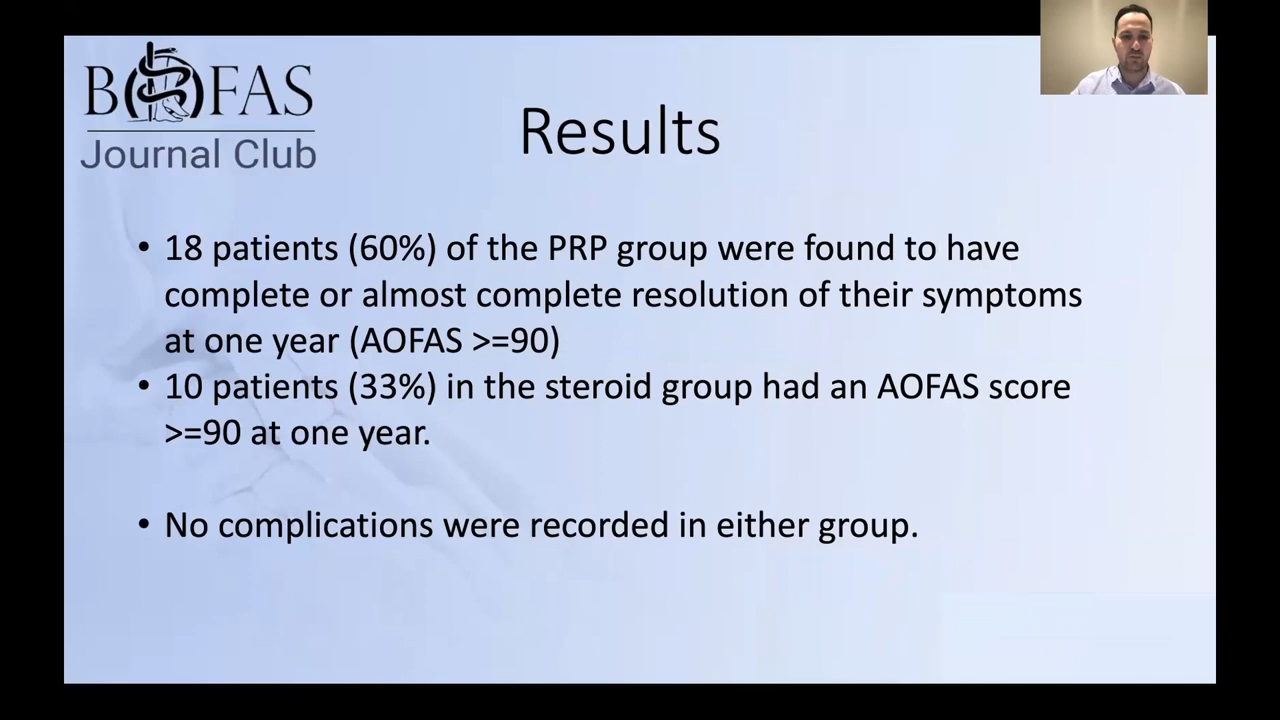 BOFAS
Journal Club
Results
• 18 patients (60%) of the PRP group were found to have
complete or almost complete resolution of their symptoms
at one year (AOFAS >=90)
• 10 patients (33%) in the steroid group had an AOFAS score
>=90 at one year.
• No complications were recorded in either group.